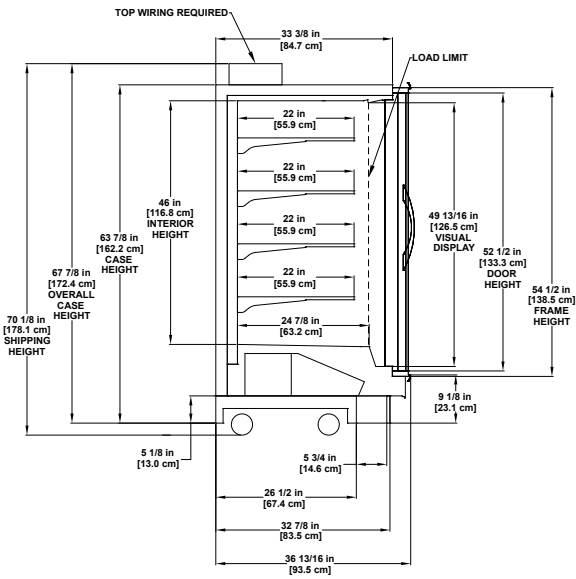 TOP WIRING REQUIRED
33 3/8 in
[84.7 cm]
LOAD LIMIT
22 in
[55.9 cm]
22 in
[55.9 cm]
22 in
[55.9 cm]
22 in
[55.9 cm]
24 7/8 in
[63.2 cm]
46 in
[116.8 cm]
INTERIOR
HEIGHT
63 7/8 in
[162.2 cm]
CASE
HEIGHT
67 7/8 in
[172.4 cm]
OVERALL
CASE
HEIGHT
70 1/8 in
[178.1 cm]
SHIPPING
HEIGHT
49 13/16 in
[126.5 cm]
VISUAL
DISPLAY
52 1/2 in
[133.3 cm]
DOOR
HEIGHT
54 1/2 in
[138.5 cm]
FRAME
HEIGHT
9 1/8 in
[23.1 cm]
5 1/8 in
[13.0 cm]
5 3/4 in
[14.6 cm]
26 1/2 in
[67.4 cm]
32 7/8 in
[83.5 cm]
36 13/16 in
[93.5 cm]